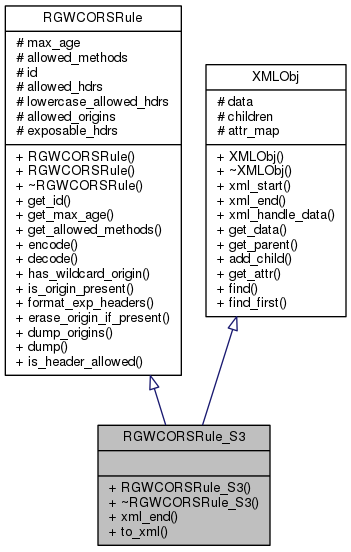 RGWCORSRule
# max_age
# allowed_methods
# id
# allowed_hdrs
# lowercase_allowed_hdrs
# allowed_origins
# exposable_hdrs
+ RGWCORSRule()
+ RGWCORSRule()
+ ~RGWCORSRule()
+ get_id()
+ get_max_age()
+ get_allowed_methods()
+ encode()
+ decode()
+ has_wildcard_origin()
+ is_origin_present()
+ format_exp_headers()
+ erase_origin_if_present()
+ dump_origins()
+ dump()
+ is_header_allowed()
XMLObj
# data
# children
# attr_map
+ XMLObj()
+ ~XMLObj()
+ xml_start()
+ xml_end()
+ xml_handle_data()
+ get_data()
+ get_parent()
+ add_child()
+ get_attr()
+ find()
+ find_first()
RGWCORSRule_S3
+ RGWCORSRule_S3()
+ ~RGWCORSRule_S3()
+ xml_end()
+ to_xml()